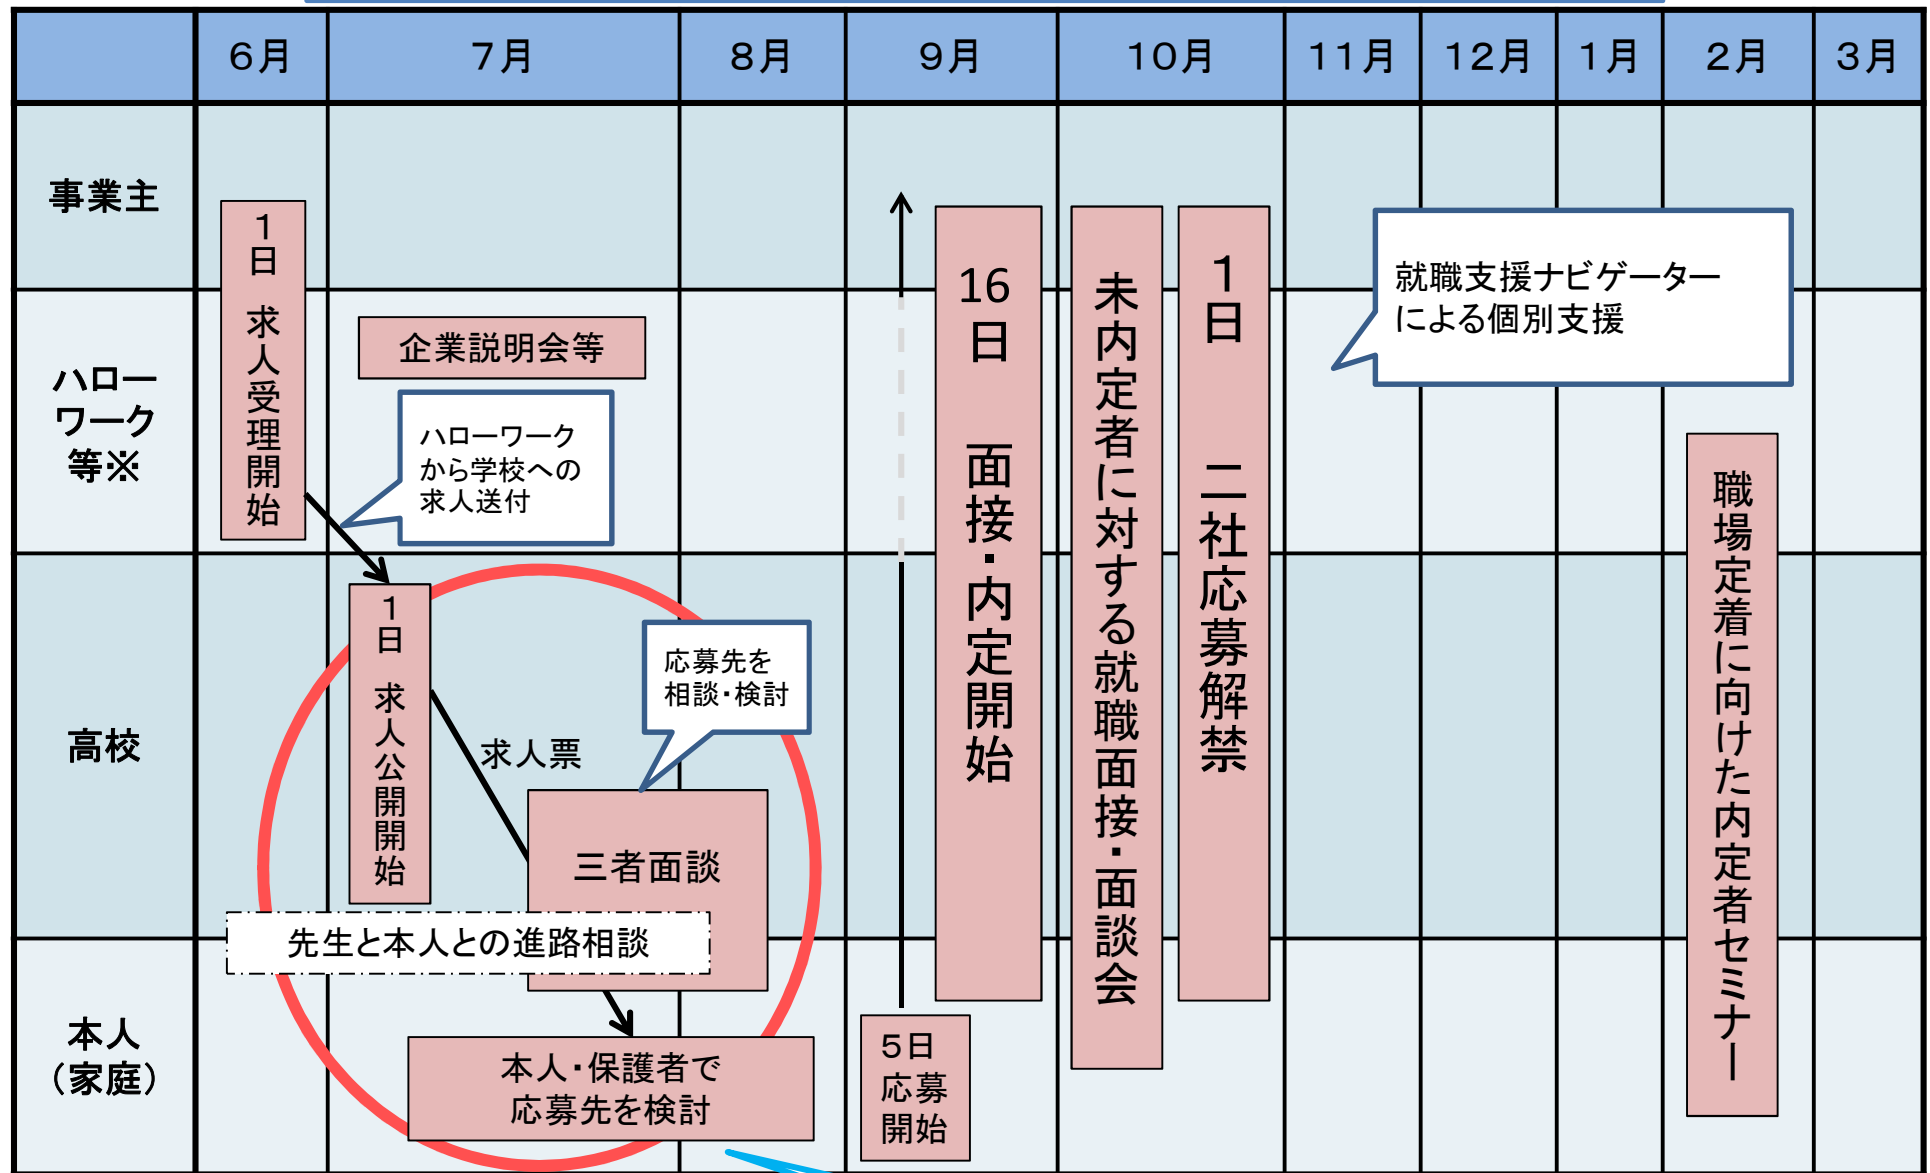 6月 7月 8月 9月 10月 11月 12月 1月 2月 3月
事業主
ハロー
ワーク
等※
高校
本人
（家庭）
1日 求人受理開始
企業説明会等
ハローワーク
から学校への
求人送付
1日 求人公開開始
求人票
応募先を
相談・検討
三者面談
先生と本人との進路相談
本人・保護者で
応募先を検討
5日
応募
開始
16日 面接・内定開始
未内定者に対する就職面接・面談会
1日 二社応募解禁
就職支援ナビゲーター
による個別支援
職場定着に向けた内定者セミナー